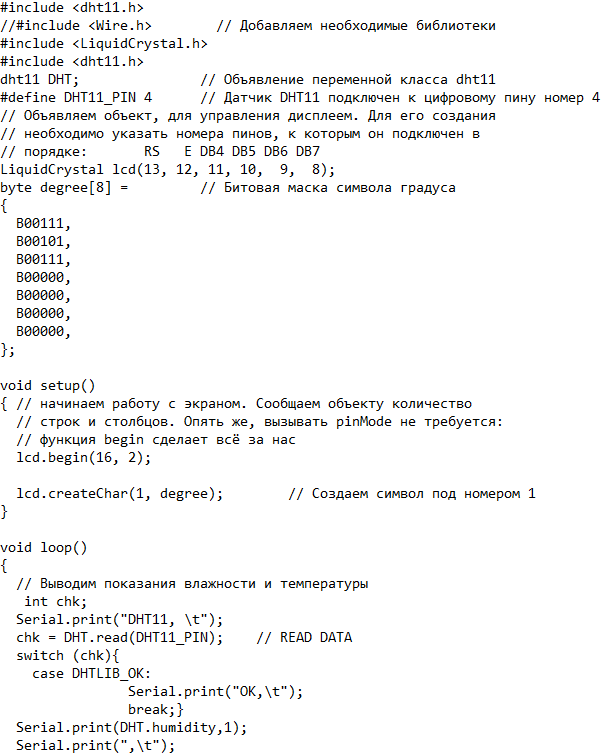 #include <dht11.h>
//#include <Wire.h>        // Добавляем необходимые библиотеки
#include <LiquidCrystal.h>
#include <dht11.h>
dht11 DHT;               // Объявление переменной класса dht11
#define DHT11_PIN 4      // Датчик DHT11 подключен к цифровому пину номер 4
// Объявляем объект, для управления дисплеем. Для его создания
// необходимо указать номера пинов, к которым он подключен в
// порядке:       RS   E DB4 DB5 DB6 DB7
LiquidCrystal lcd(13, 12, 11, 10,  9,  8);
byte degree[8] =         // Битовая маска символа градуса
{
  B00111,
  B00101,
  B00111,
  B00000,
  B00000,
  B00000,
  B00000,
};

void setup()
{ // начинаем работу с экраном. Сообщаем объекту количество
  // строк и столбцов. Опять же, вызывать pinMode не требуется:
  // функция begin сделает всё за нас
  lcd.begin(16, 2);

  lcd.createChar(1, degree);        // Создаем символ под номером 1
}

void loop()
{
  // Выводим показания влажности и температуры
   int chk;
  Serial.print("DHT11, \t");
  chk = DHT.read(DHT11_PIN);    // READ DATA
  switch (chk){
    case DHTLIB_OK:
                Serial.print("OK,\t");
                break;}
  Serial.print(DHT.humidity,1);
  Serial.print(",\t");